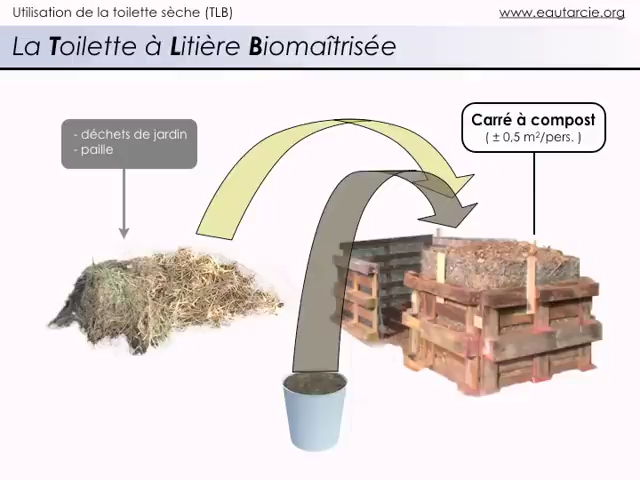 Utilisation de la toilette sèche (TLB)
www.eautarcie.org
La Toilette à Litière Biomaîtrisée
- déchets de jardin
- paille
Carré à compost
( ± 0,5 m²/pers. )